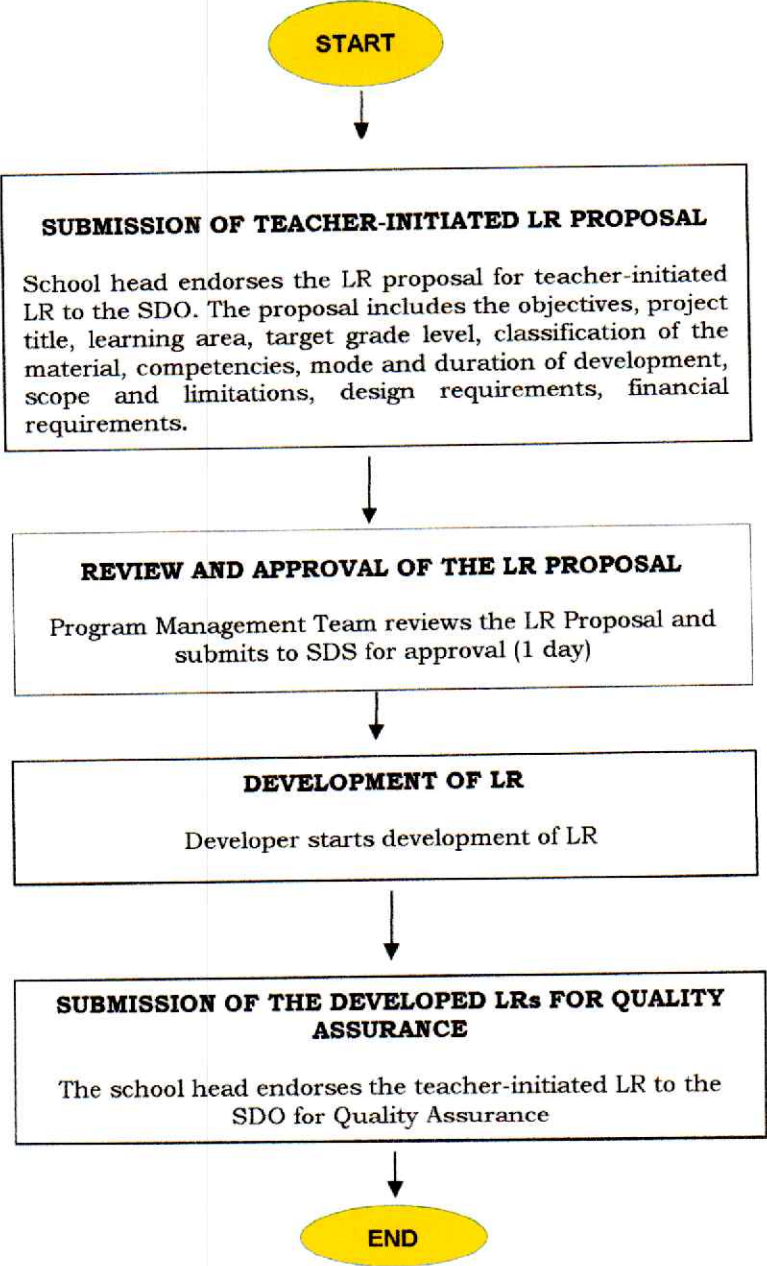 START
SUBMISSION OF TEACHER-INITIATED LR PROPOSAL
School head endorses the LR proposal for teacher-initiated
LR to the SDO. The proposal includes the objectives, project
title, learning area, target grade level, classification of the
material, competencies, mode and duration of development,
scope and limitations, design requirements, financial
requirements.
REVIEW AND APPROVAL OF THE LR PROPOSAL
Program Management Team reviews the LR Proposal and
submits to SDS for approval (1 day)
DEVELOPMENT OF LR
Developer starts development of LR
SUBMISSION OF THE DEVELOPED LRs FOR QUALITY
ASSURANCE
The school head endorses the teacher-initiated LR to the
SDO for Quality Assurance
END